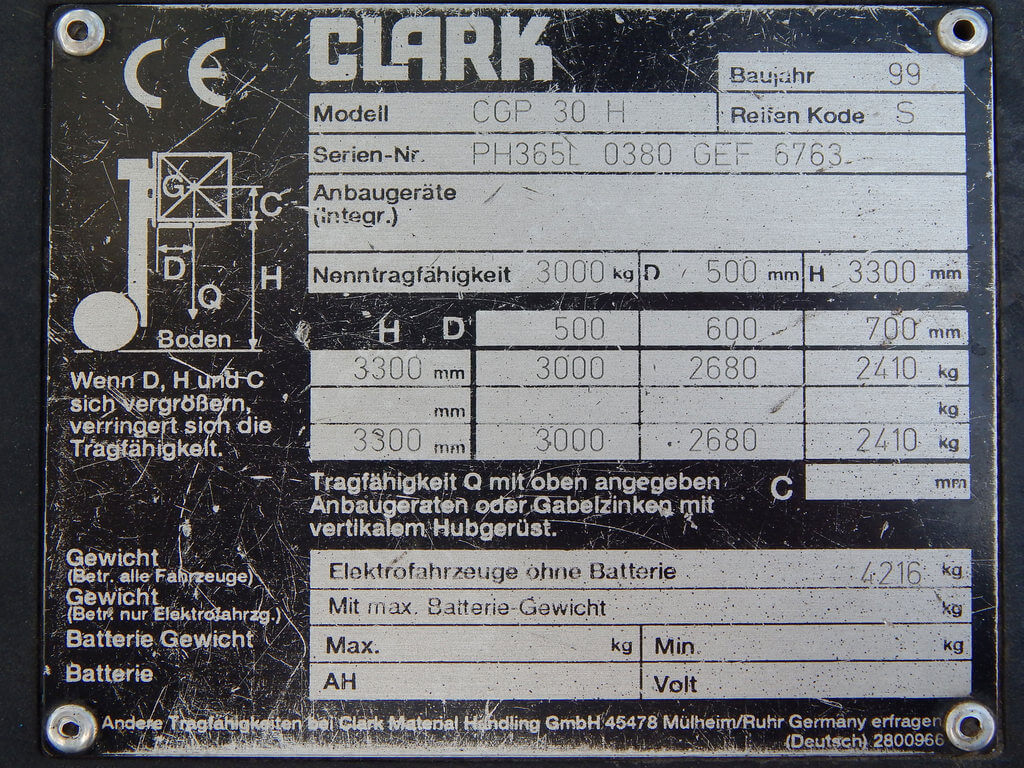 CE
CLARK
Baujahr 99
Modell CGP 30 H Reifen Kode S
Serien-Nr. PH365L 0380 GEF 6763
Anbaugeräte
(Integr.)
Nenntragfähigkeit 3000 kg D 500 mm H 3300 mm
G
C
D
H
Q
Boden
H D 500 600 700 mm
3300 mm 3000 2680 2410 kg
mm kg
3300 mm 3000 2680 2410 kg
Wenn D, H und C
sich vergrößern,
verringert sich die
Tragfähigkeit.
Tragfähigkeit Q mit oben angegeben C mm
Anbaugeraten oder Gabelzinken mit
vertikalem Hubgerüst.
Gewicht
(Betr. alle Fahrzeuge)
Elektrofahrzeuge ohne Batterie 4216 kg
Gewicht
(Betr. nur Elektrofahrzg.)
Mit max. Batterie-Gewicht kg
Batterie Gewicht Max. kg Min. kg
Batterie AH Volt
Andere Tragfähigkeiten bei Clark Material Handling GmbH 45478 Mülheim/Ruhr Germany erfragen
(Deutsch) 2800966